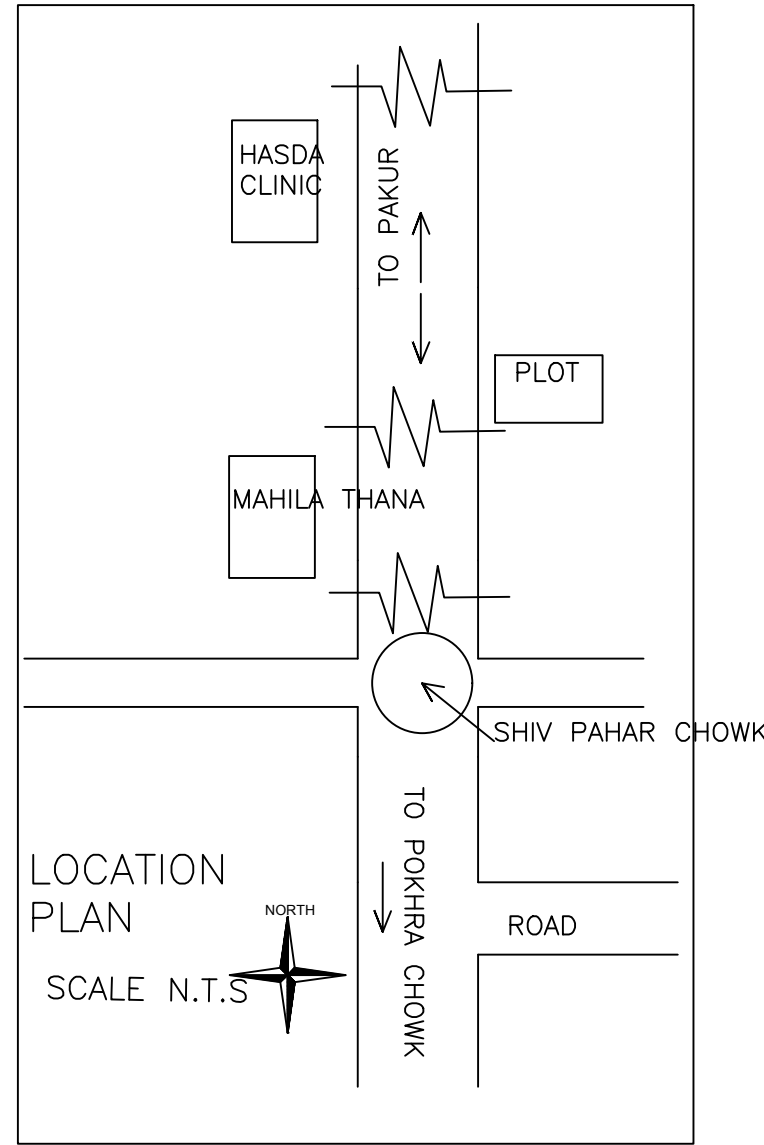 HASDA
CLINIC
TO PAKUR
PLOT
MAHILA THANA
SHIV PAHAR CHOWK
TO POKHRA CHOWK
LOCATION
PLAN
NORTH
ROAD
SCALE N.T.S